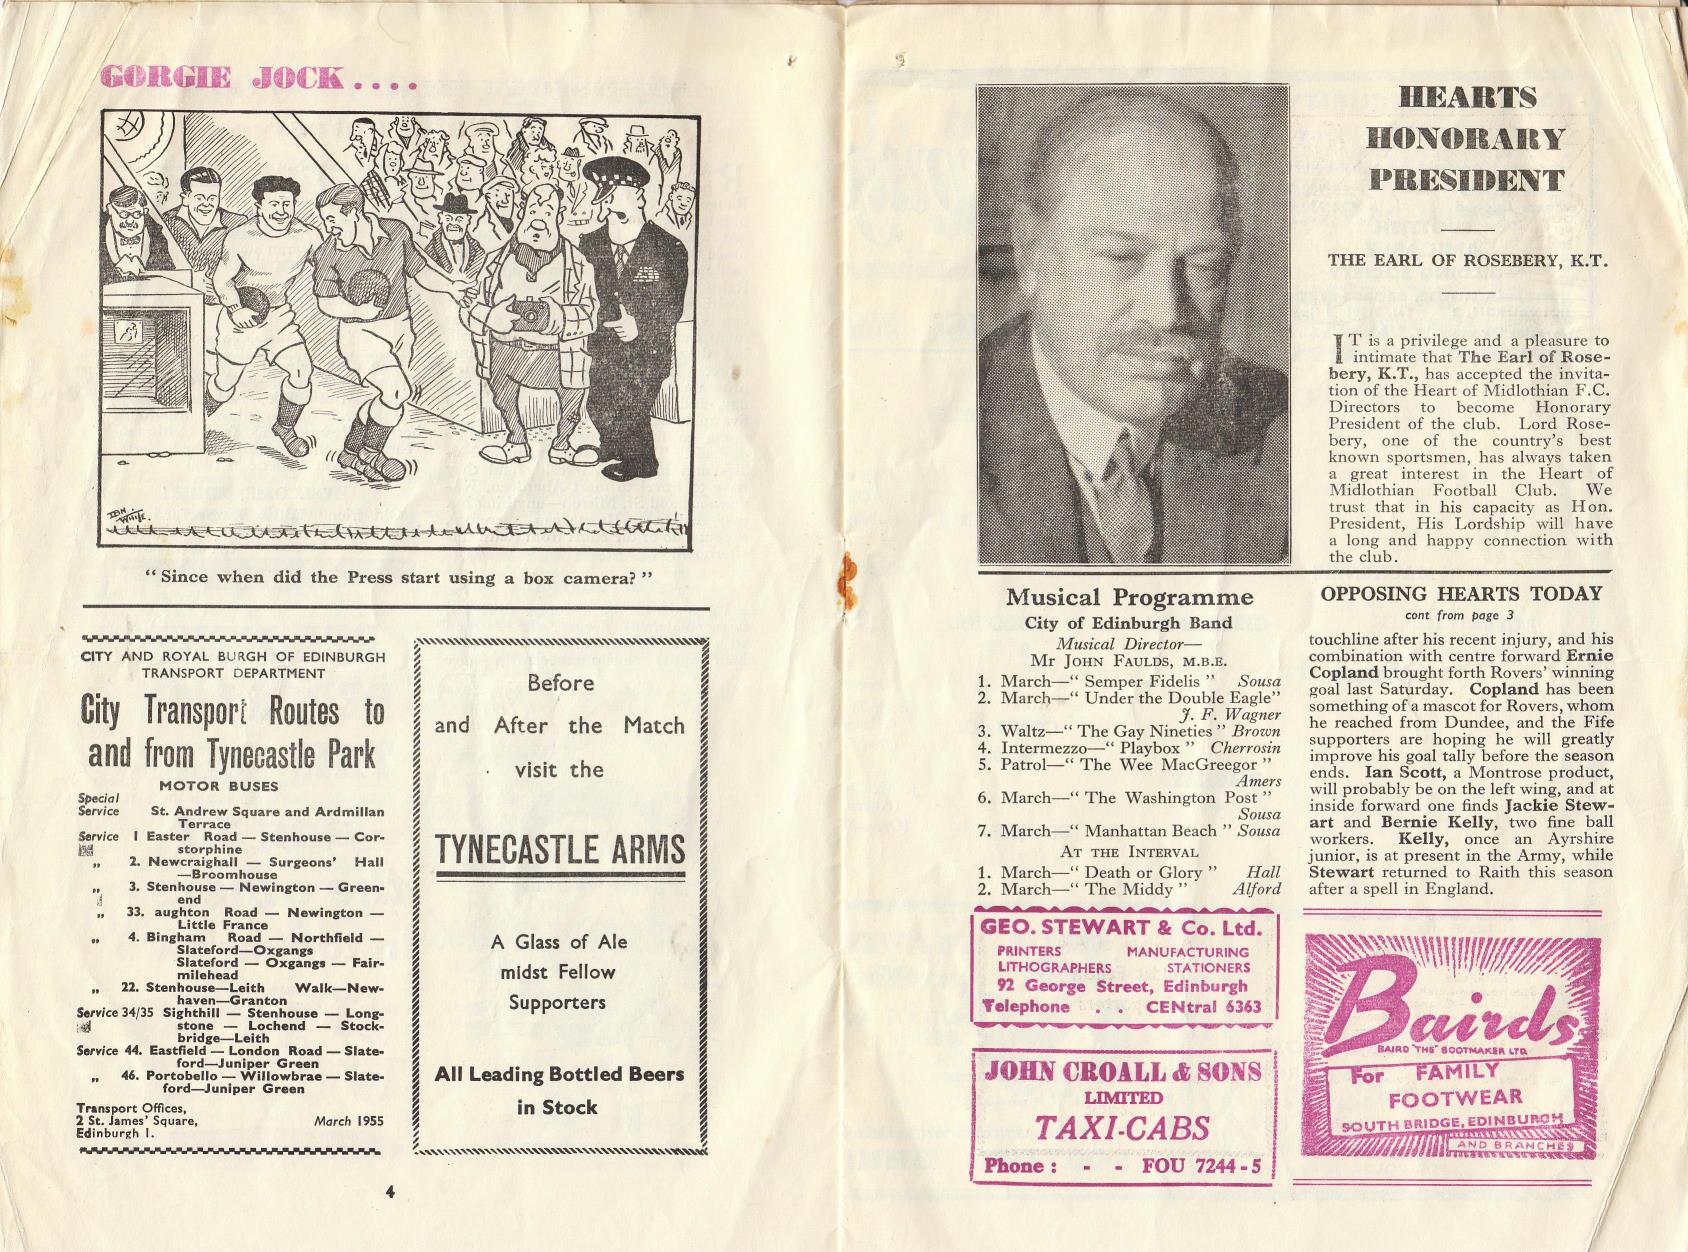 GORGIE JOCK....
IAN
WHITE.
" Since when did the Press start using a box camera? "
CITY AND ROYAL BURGH OF EDINBURGH
TRANSPORT DEPARTMENT
City Transport Routes to
and from Tynecastle Park
MOTOR BUSES
Special
Service St. Andrew Square and Ardmillan
Terrace
Service 1 Easter Road — Stenhouse — Cor-
storphine
„ 2. Newcraighall — Surgeons' Hall
—Broomhouse
„ 3. Stenhouse — Newington — Green-
end
„ 33. aughton Road — Newington —
Little France
„ 4. Bingham Road — Northfield —
Slateford—Oxgangs
Slateford — Oxgangs — Fair-
milehead
„ 22. Stenhouse—Leith Walk—New-
haven—Granton
Service 34/35 Sighthill — Stenhouse — Long-
stone — Lochend — Stock-
bridge—Leith
Service 44. Eastfield — London Road — Slate-
ford—Juniper Green
„ 46. Portobello — Willowbrae — Slate-
ford—Juniper Green
Transport Offices,
2 St. James' Square, March 1955
Edinburgh 1.
Before
and After the Match
visit the
TYNECASTLE ARMS
A Glass of Ale
midst Fellow
Supporters
All Leading Bottled Beers
in Stock
4
HEARTS
HONORARY
PRESIDENT
THE EARL OF ROSEBERY, K.T.
IT is a privilege and a pleasure to
intimate that The Earl of Rose-
bery, K.T., has accepted the invita-
tion of the Heart of Midlothian F.C.
Directors to become Honorary
President of the club. Lord Rose-
bery, one of the country's best
known sportsmen, has always taken
a great interest in the Heart of
Midlothian Football Club. We
trust that in his capacity as Hon.
President, His Lordship will have
a long and happy connection with
the club.
Musical Programme
City of Edinburgh Band
Musical Director—
Mr JOHN FAULDS, M.B.E.
1. March—" Semper Fidelis " Sousa
2. March—" Under the Double Eagle"
J. F. Wagner
3. Waltz—" The Gay Nineties " Brown
4. Intermezzo—" Playbox " Cherrosin
5. Patrol—" The Wee MacGreegor "
Amers
6. March—" The Washington Post "
Sousa
7. March—" Manhattan Beach " Sousa
AT THE INTERVAL
1. March—" Death or Glory " Hall
2. March—" The Middy " Alford
OPPOSING HEARTS TODAY
cont from page 3
touchline after his recent injury, and his
combination with centre forward Ernie
Copland brought forth Rovers' winning
goal last Saturday. Copland has been
something of a mascot for Rovers, whom
he reached from Dundee, and the Fife
supporters are hoping he will greatly
improve his goal tally before the season
ends. Ian Scott, a Montrose product,
will probably be on the left wing, and at
inside forward one finds Jackie Stew-
art and Bernie Kelly, two fine ball
workers. Kelly, once an Ayrshire
junior, is at present in the Army, while
Stewart returned to Raith this season
after a spell in England.
GEO. STEWART & Co. Ltd.
PRINTERS MANUFACTURING
LITHOGRAPHERS STATIONERS
92 George Street, Edinburgh
Telephone . . CENtral 6363
JOHN CROALL & SONS
LIMITED
TAXI-CABS
Phone : - - FOU 7244-5
Bairds
BAIRD "THE" BOOTMAKER LTD.
For FAMILY
FOOTWEAR
SOUTH BRIDGE, EDINBURGH
AND BRANCHES